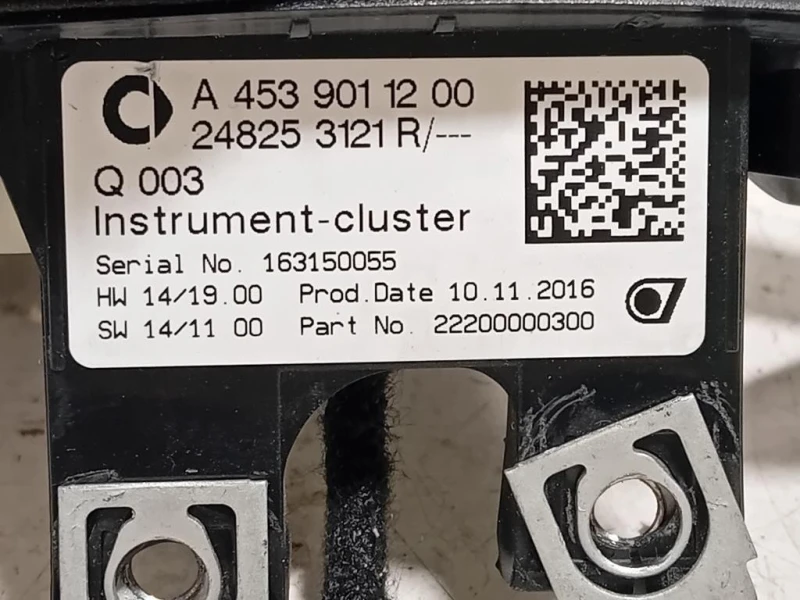 A 453 901 12 00
24825 3121 R/---
Q 003
Instrument-cluster
Serial No. 163150055
HW 14/19.00 Prod.Date 10.11.2016
SW 14/11 00 Part No. 22200000300